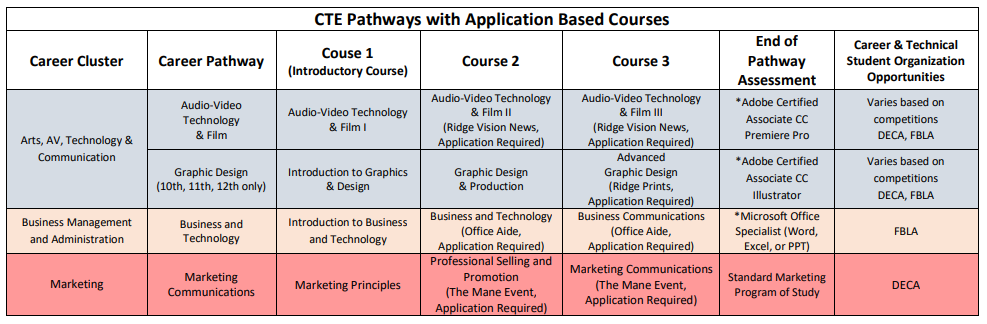 CTE Pathways with Application Based Courses
Career Cluster
Career Pathway
Couse 1
(Introductory Course)
Course 2
Course 3
End of
Pathway
Assessment
Career & Technical
Student Organization
Opportunities
Arts, AV, Technology &
Communication
Audio-Video
Technology
& Film
Audio-Video Technology
& Film I
Audio-Video Technology
& Film II
(Ridge Vision News,
Application Required)
Audio-Video Technology
& Film III
(Ridge Vision News,
Application Required)
*Adobe Certified
Associate CC
Premiere Pro
Varies based on
competitions
DECA, FBLA
Graphic Design
(10th, 11th, 12th only)
Introduction to Graphics
& Design
Graphic Design
& Production
Advanced
Graphic Design
(Ridge Prints,
Application Required)
*Adobe Certified
Associate CC
Illustrator
Varies based on
competitions
DECA, FBLA
Business Management
and Administration
Business and
Technology
Introduction to Business
and Technology
Business and Technology
(Office Aide,
Application Required)
Business Communications
(Office Aide,
Application Required)
*Microsoft Office
Specialist (Word,
Excel, or PPT)
FBLA
Marketing
Marketing
Communications
Marketing Principles
Professional Selling and
Promotion
(The Mane Event,
Application Required)
Marketing Communications
(The Mane Event,
Application Required)
Standard Marketing
Program of Study
DECA